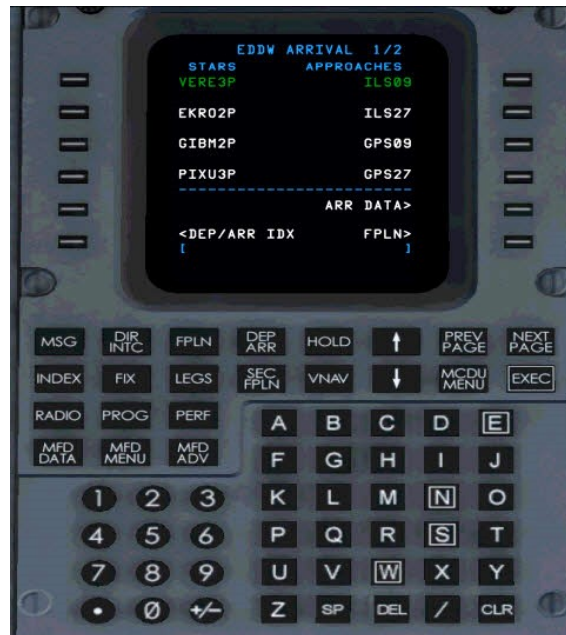 EDDW ARRIVAL 1/2
STARS APPROACHES
VERE3P ILS09
EKRO2P ILS27
GIBM2P GPS09
PIXU3P GPS27
ARR DATA>
<DEP/ARR IDX FPLN>
[ ]
MSG DIR INTC FPLN DEP ARR HOLD ↑ PREV PAGE NEXT PAGE
INDEX FIX LEGS SEC FPLN VNAV ↓ MCDU MENU EXEC
RADIO PROG PERF
MFD DATA MFD MENU MFD ADV
A B C D E
F G H I J
1 2 3 K L M N O
4 5 6 P Q R S T
7 8 9 U V W X Y
• Ø +/- Z SP DEL / CLR